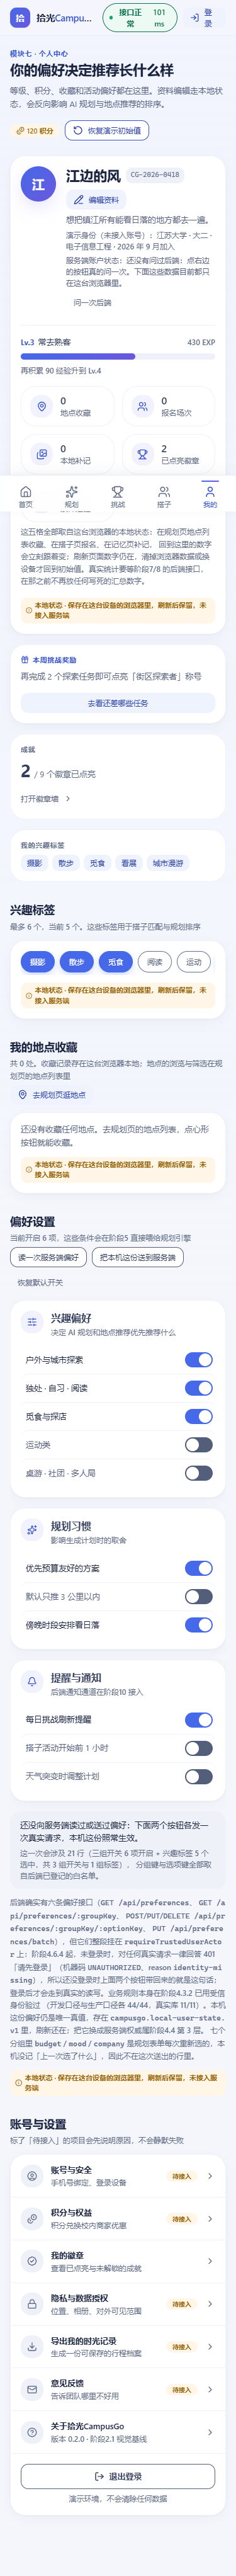 拾
拾光Campu...
接口正常
101 ms
登录
模块七 · 个人中心
你的偏好决定推荐长什么样
等级、积分、收藏和活动偏好都在这里。资料编辑走本地状态，会反向影响 AI 规划与地点推荐的排序。
120 积分
恢复演示初始值
江
江边的风
CG-2026-0418
编辑资料
想把镇江所有能看日落的地方都去一遍。
演示身份（未接入账号）：江苏大学 · 大二 · 电子信息工程 · 2026 年 9 月加入
服务端账户状态：还没有问过后端；点右边的按钮真的问一次。下面这些数据目前都只在这台浏览器里。
问一次后端
Lv.3 常去熟客
430 EXP
再积累 90 经验升到 Lv.4
0
地点收藏
0
报名场次
0
本地补记
2
已点亮徽章
首页
规划
挑战
搭子
我的
这五格全部取自这台浏览器的本地状态：在规划页地点列表收藏、在搭子页报名、在记忆页补记， 回到这里的数字会立刻跟着变；刷新页面数字仍在，清掉浏览器数据或换设备才回到初始值。真实统计要等阶段7/8 的后端接口，在那之前不再放任何写死的汇总数字。
本地状态 · 保存在这台设备的浏览器里，刷新后保留，未接入服务端
本周挑战奖励
再完成 2 个探索任务即可点亮「街区探索者」称号
去看还差哪些任务
成就
2 / 9 个徽章已点亮
打开徽章墙
我的兴趣标签
摄影
散步
觅食
看展
城市漫游
兴趣标签
最多 6 个，当前 5 个。这些标签用于搭子匹配与规划排序
摄影
散步
觅食
阅读
运动
本地状态 · 保存在这台设备的浏览器里，刷新后保留，未接入服务端
我的地点收藏
共 0 处。收藏记录存在这台浏览器本地；地点的浏览与筛选在规划页的地点列表里
去规划页逛地点
还没有收藏任何地点。去规划页的地点列表，点心形按钮就能收藏。
本地状态 · 保存在这台设备的浏览器里，刷新后保留，未接入服务端
偏好设置
当前开启 6 项，这些条件会在阶段5 直接喂给规划引擎
读一次服务端偏好
把本机这份送到服务端
恢复默认开关
兴趣偏好
决定 AI 规划和地点推荐优先推荐什么
户外与城市探索
独处 · 自习 · 阅读
觅食与探店
运动类
桌游 · 社团 · 多人局
规划习惯
影响生成计划时的取舍
优先预算友好的方案
默认只推 3 公里以内
傍晚时段安排看日落
提醒与通知
后端通知通道在阶段10 接入
每日挑战刷新提醒
搭子活动开始前 1 小时
天气突变时调整计划
还没向服务端读过或送过偏好；下面两个按钮各发一次真实请求，本机这份照常生效。
这一次会涉及 21 行（三组开关 6 项开启 + 兴趣标签 5 个选中，共 3 组开关与 1 组标签）， 分组键与选项键全部取自后端已登记的白名单。
后端确实有六条偏好接口（GET /api/preferences、 GET /api/preferences/:groupKey、 POST/PUT/DELETE /api/preferences/:groupKey/:optionKey、 PUT /api/preferences/batch），但它们整段挂在 requireTrustedUserActor 上：阶段4.6.4 起，未登录时，对任何真实请求一律回答 401「请先登录」（机器码 UNAUTHORIZED、reason identity-missing），所以还没登录时上面两个按钮带回来的就是这句话；登录后才会走到真实的读写。业务规则本身在阶段4.3.2 已用受信身份验过 （开发口径与生产口径各 44/44，真实库 11/11）。本机这份偏好仍是唯一真值，存在 campusgo.local-user-state.v1 里，刷新还在；把它换成服务端权威属阶段4.4 第 3 层。 七个分组里 budget / mood / company 是规划表单每次重新选的，本机没记「上一次选了什么」，因此不在这次送出的行里。
本地状态 · 保存在这台设备的浏览器里，刷新后保留，未接入服务端
账号与设置
标了「待接入」的项目会先说明原因，不会静默失败
账号与安全
手机号绑定、登录设备
待接入
积分与权益
积分兑换校内商家优惠
待接入
我的徽章
查看已点亮与未解锁的成就
隐私与数据授权
位置、相册、对外可见范围
待接入
导出我的时光记录
生成一份可保存的行程档案
待接入
意见反馈
告诉团队哪里不好用
待接入
关于拾光CampusGo
版本 0.2.0 · 阶段2.1 视觉基线
退出登录
演示环境，不会清除任何数据